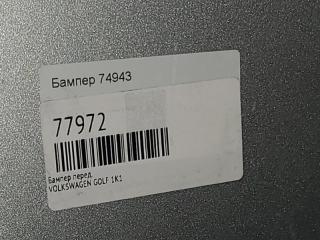 Бампер 74943
77972
Бампер перед.
VOLKSWAGEN GOLF 1K1